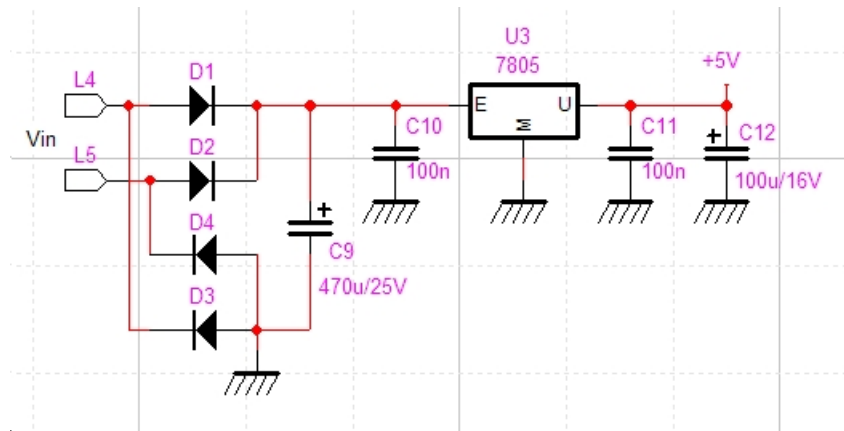 U3
7805
+5V
L4
D1
E
U
M
C10
100n
C11
100n
C12
100u/16V
Vin
L5
D2
D4
C9
470u/25V
D3